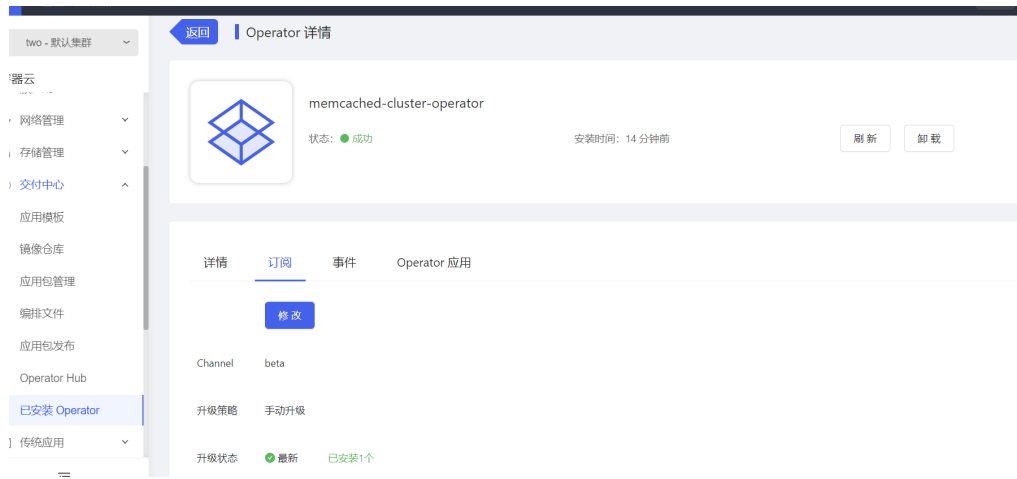 two - 默认集群
返回
Operator 详情
器云
网络管理
存储管理
交付中心
应用模板
镜像仓库
应用包管理
编排文件
应用包发布
Operator Hub
已安装 Operator
传统应用
memcached-cluster-operator
状态： 成功
安装时间：14 分钟前
刷 新
卸 载
详情
订阅
事件
Operator 应用
修 改
Channel
beta
升级策略
手动升级
升级状态
最新
已安装1个